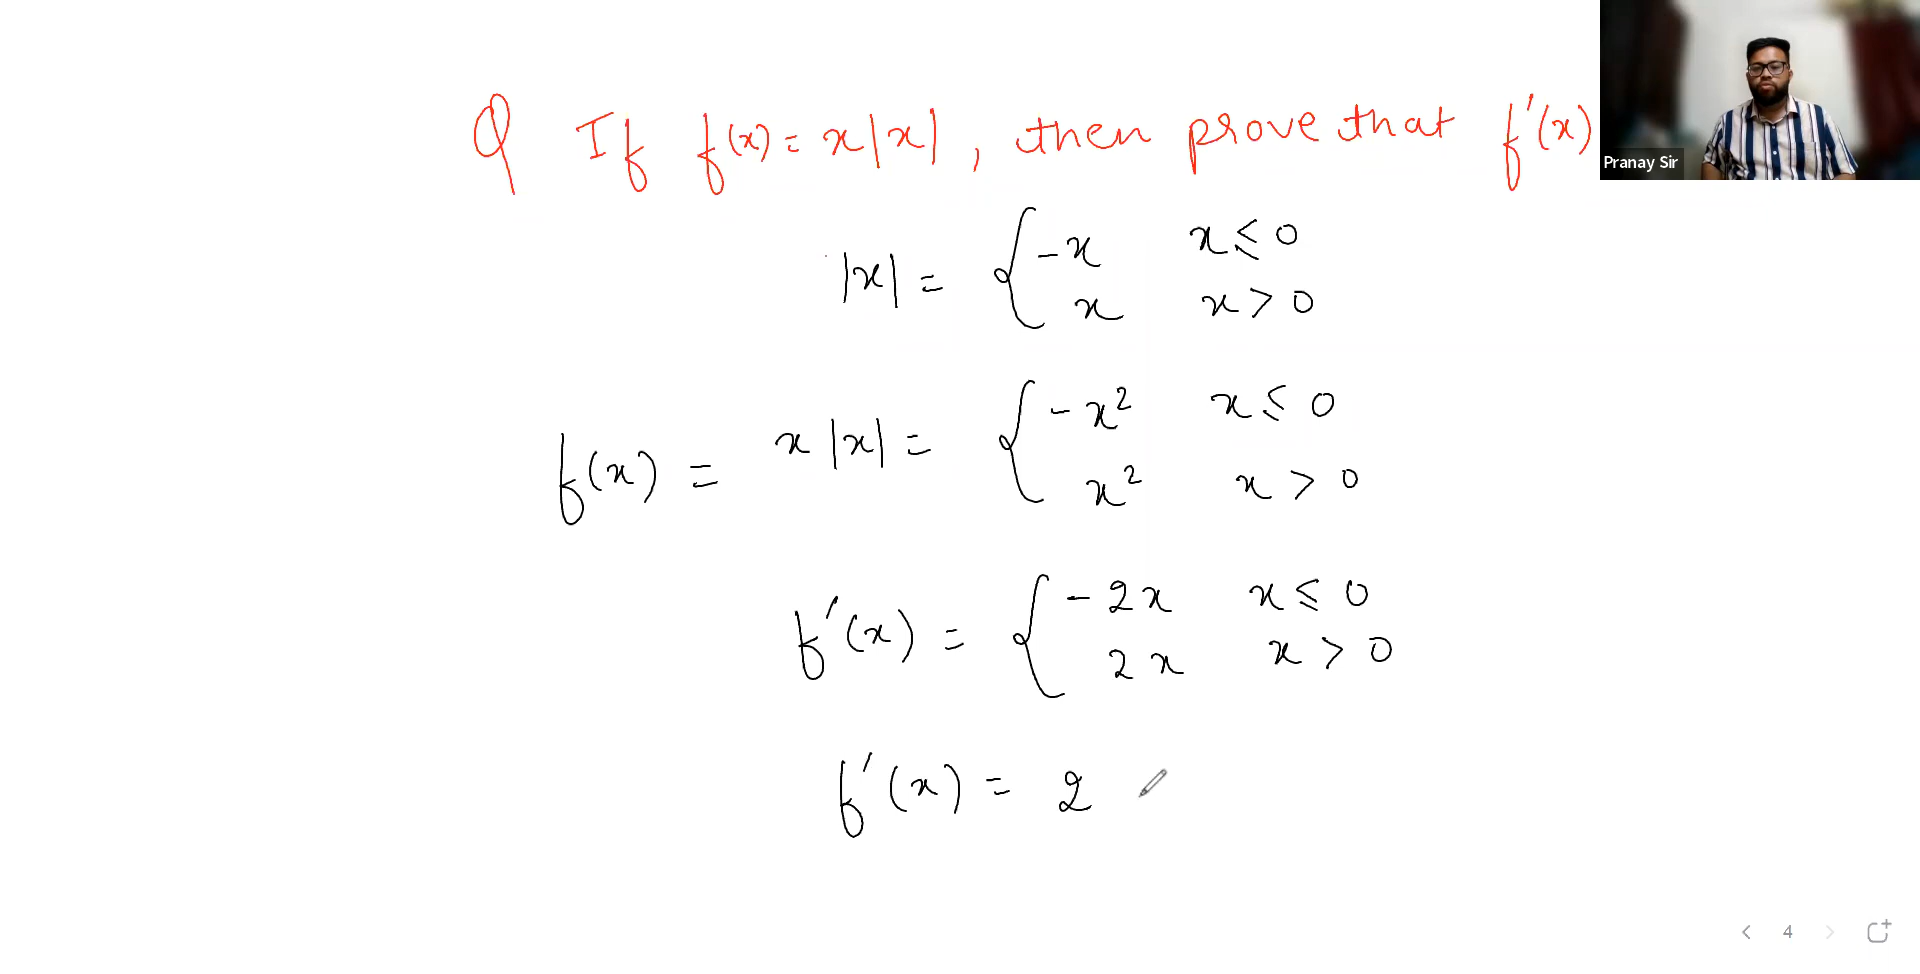 Q If f(x) = x|x|, then prove that f'(x)
Pranay Sir
|x| = { -x x ≤ 0
x x > 0
f(x) = x|x| = { -x² x ≤ 0
x² x > 0
f'(x) = { -2x x ≤ 0
2x x > 0
f'(x) = 2
4